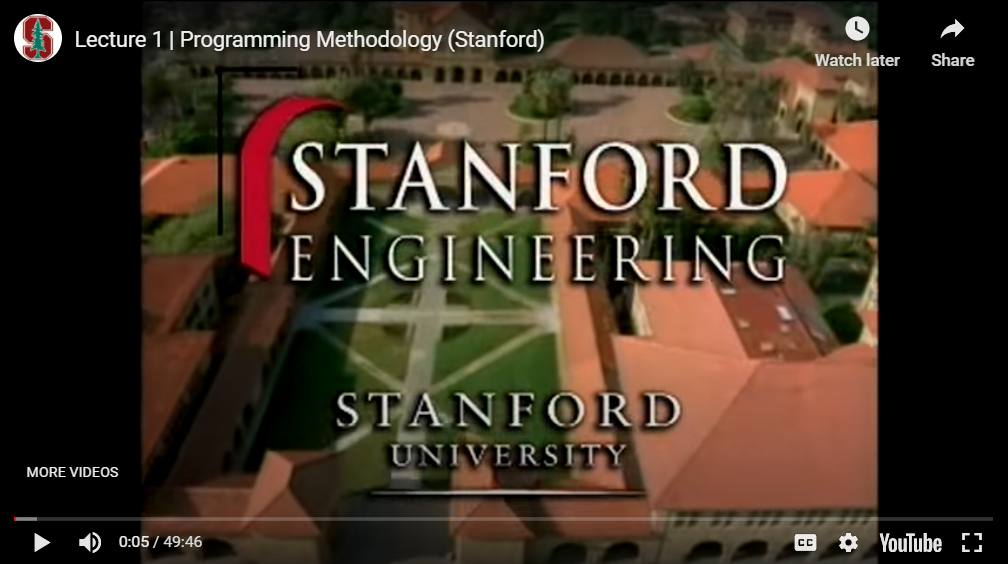 Lecture 1 | Programming Methodology (Stanford)
Watch later
Share
STANFORD
ENGINEERING
STANFORD
UNIVERSITY
MORE VIDEOS
0:05 / 49:46
CC
YouTube